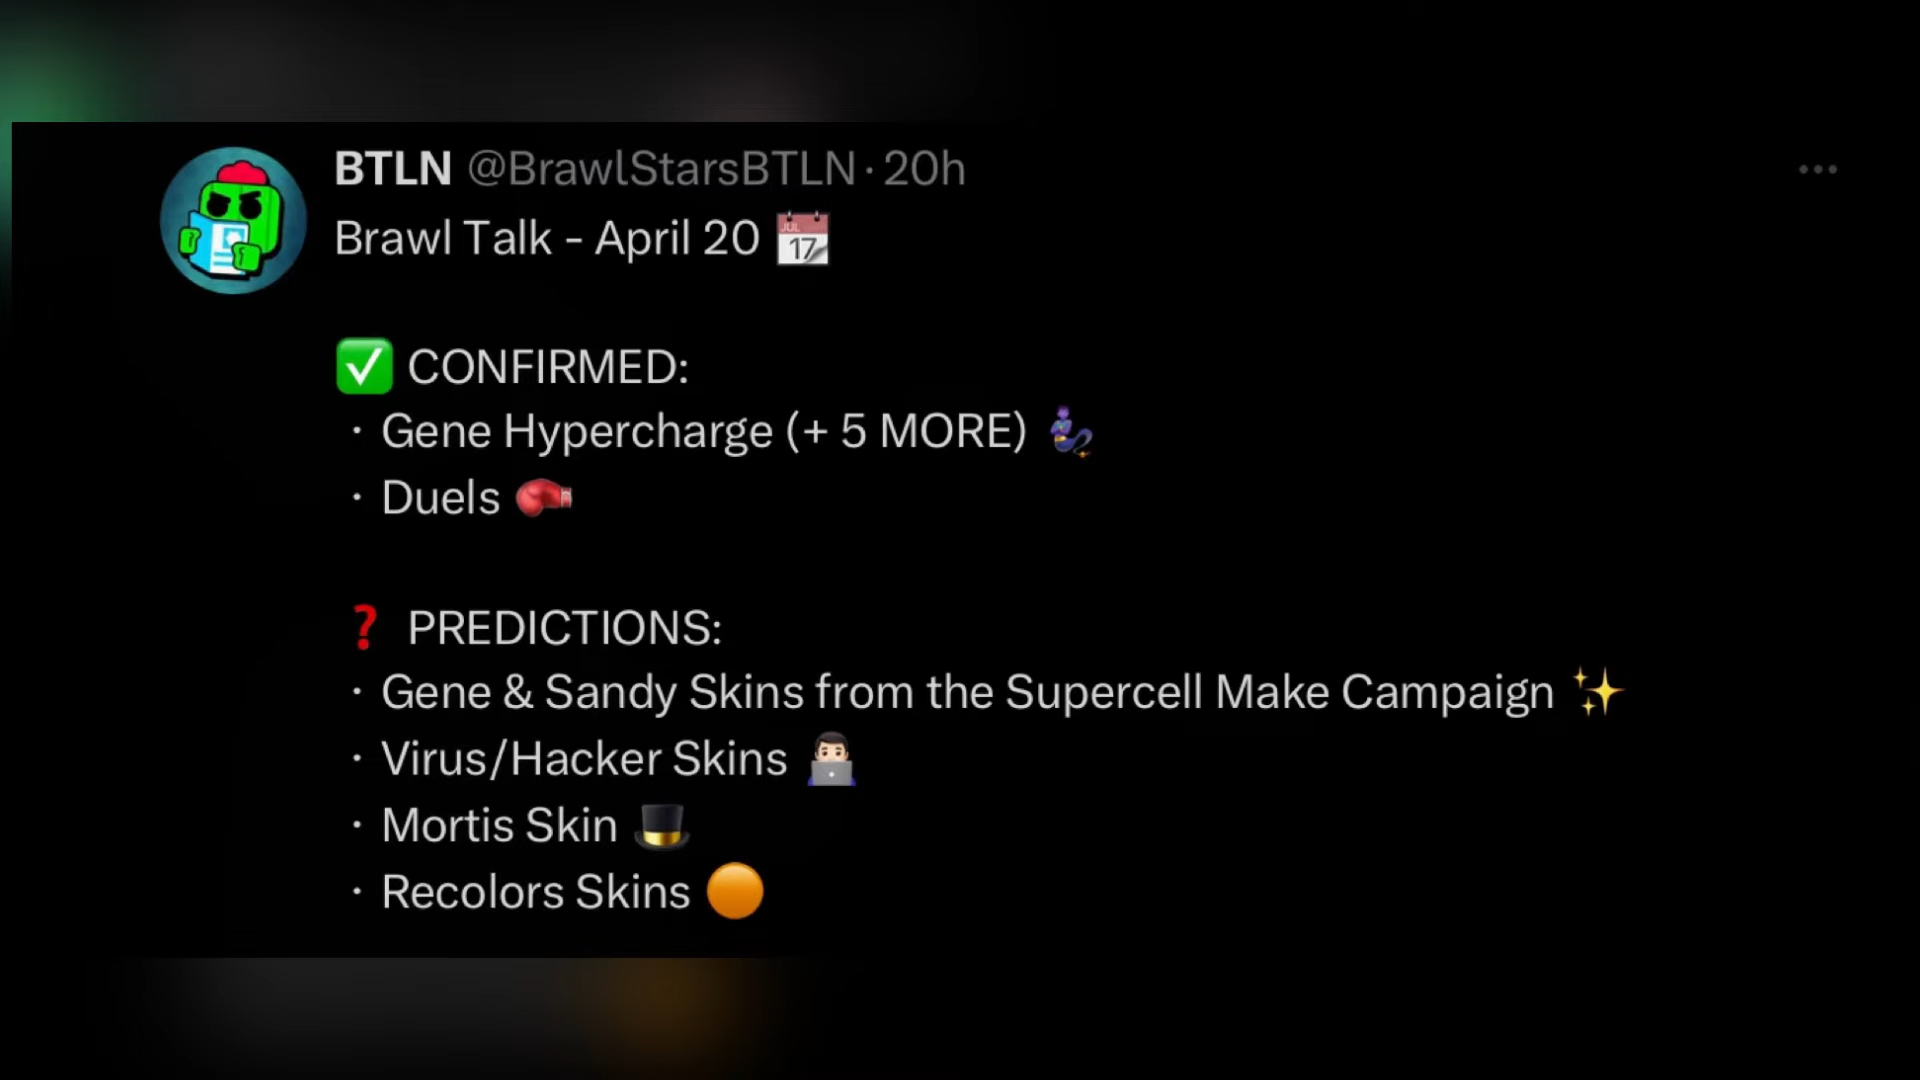 BTLN @BrawlStarsBTLN · 20h
Brawl Talk - April 20 📅
✅ CONFIRMED:
· Gene Hypercharge (+ 5 MORE) 🧞‍♂️
· Duels 🥊
❓ PREDICTIONS:
· Gene & Sandy Skins from the Supercell Make Campaign ✨
· Virus/Hacker Skins 👨🏻‍💻
· Mortis Skin 🎩
· Recolors Skins 🟠